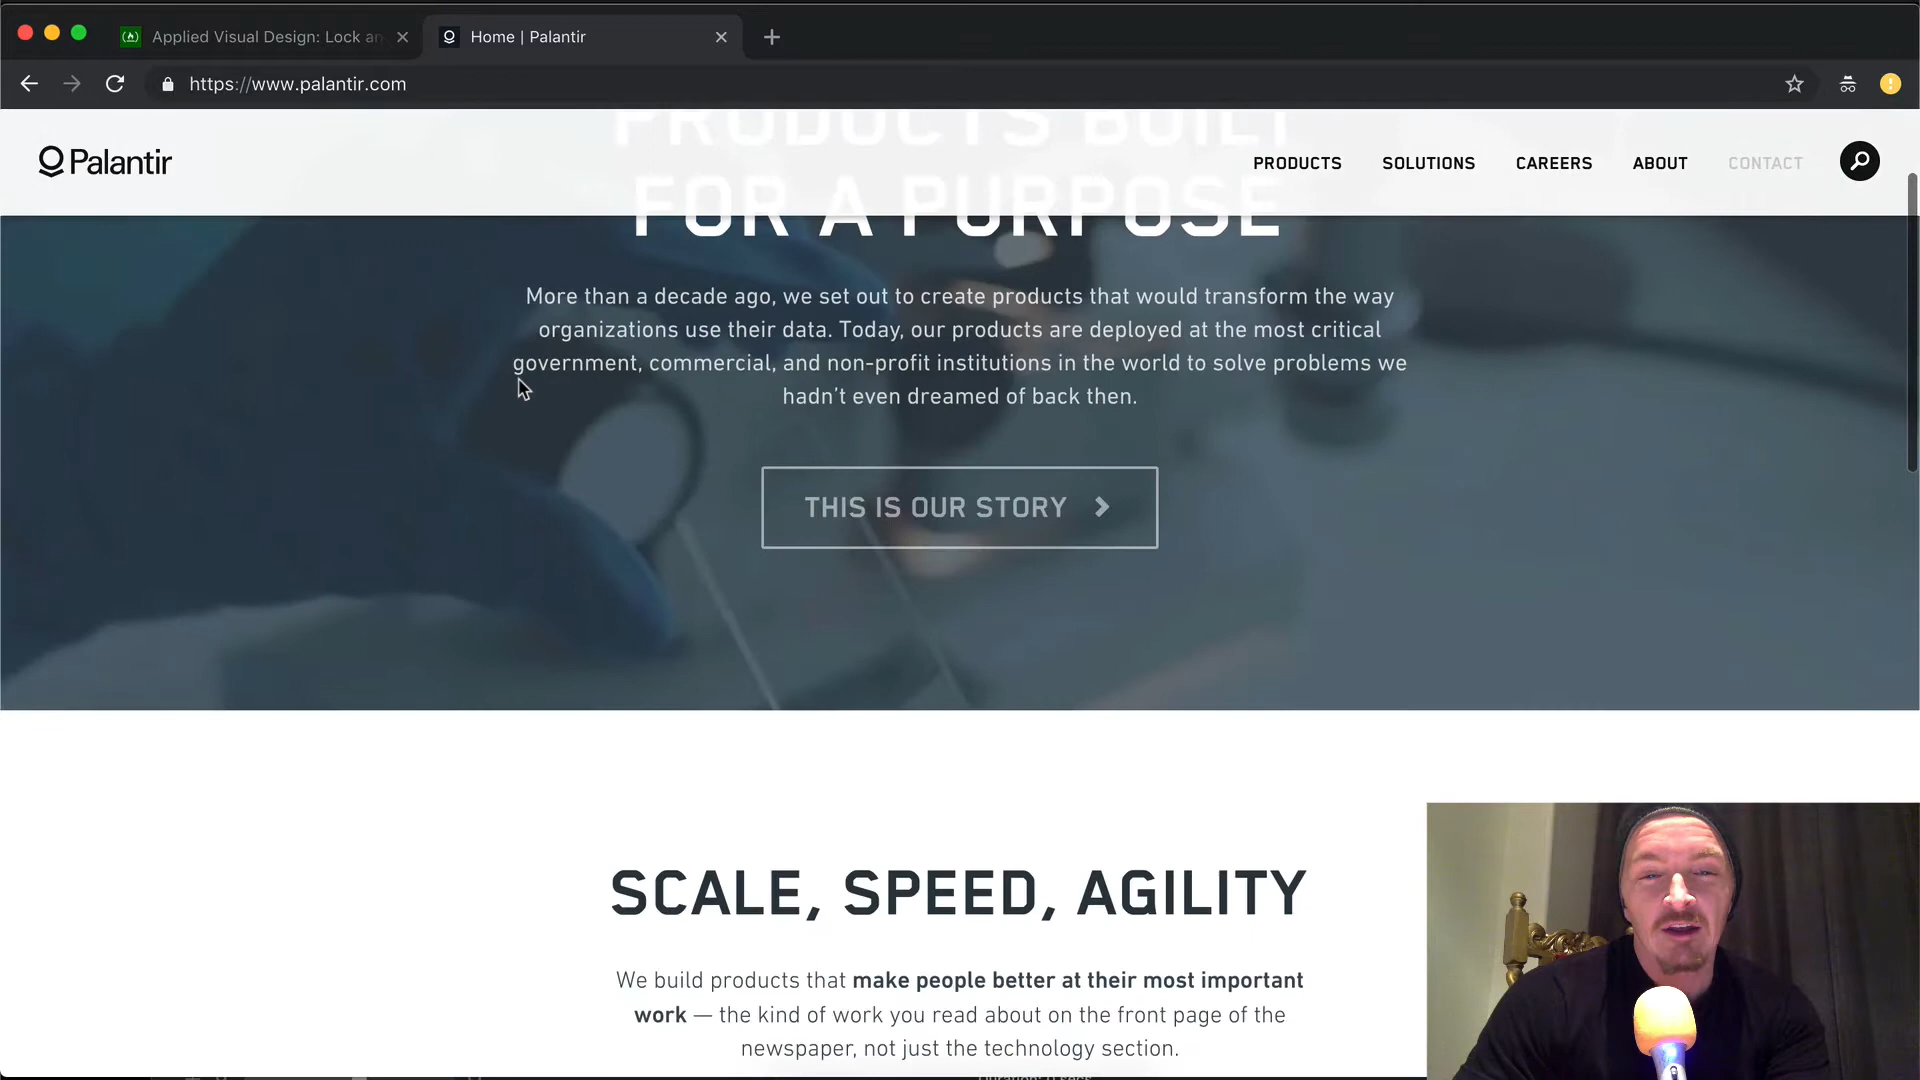 Applied Visual Design: Lock an
Home | Palantir
https://www.palantir.com
PRODUCTS BUILT
FOR A PURPOSE
Palantir
PRODUCTS
SOLUTIONS
CAREERS
ABOUT
CONTACT
More than a decade ago, we set out to create products that would transform the way
organizations use their data. Today, our products are deployed at the most critical
government, commercial, and non-profit institutions in the world to solve problems we
hadn’t even dreamed of back then.
THIS IS OUR STORY
SCALE, SPEED, AGILITY
We build products that make people better at their most important
work — the kind of work you read about on the front page of the
newspaper, not just the technology section.